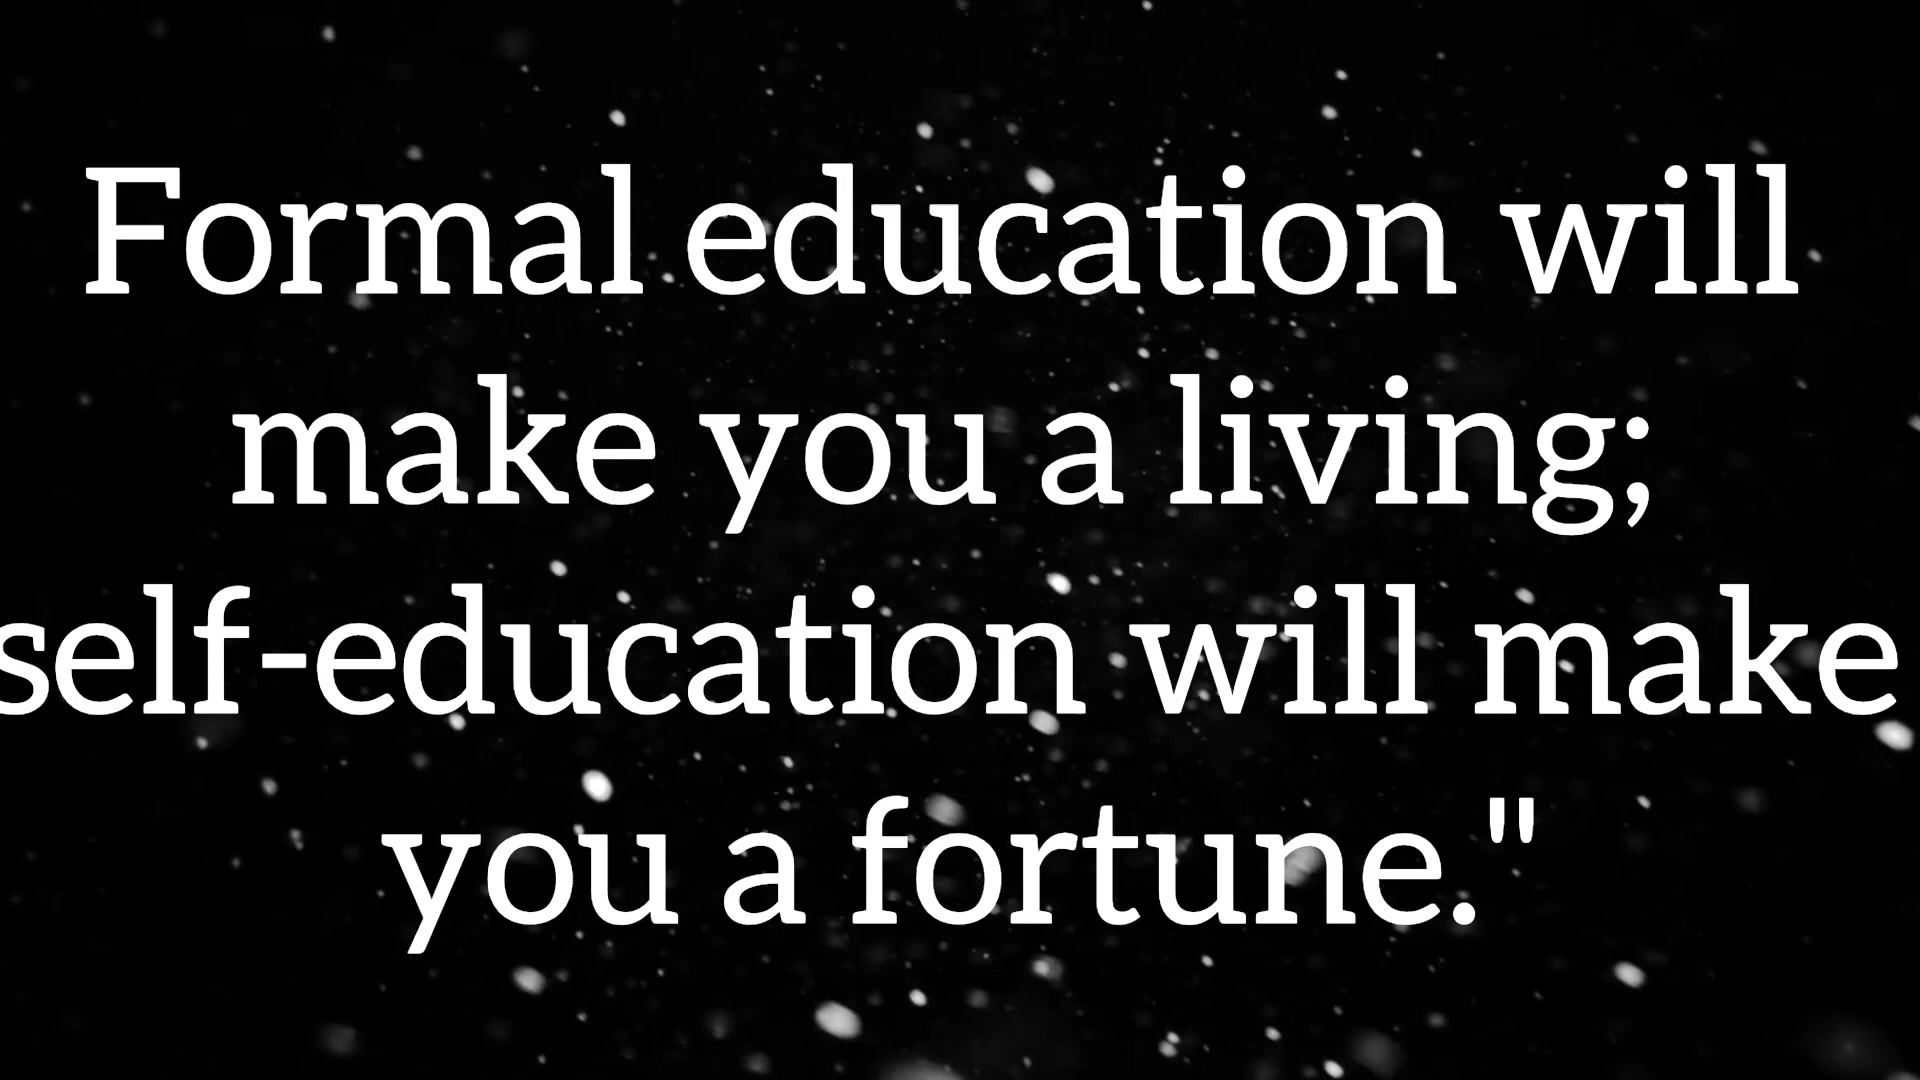 Formal education will
make you a living;
self-education will make
you a fortune."